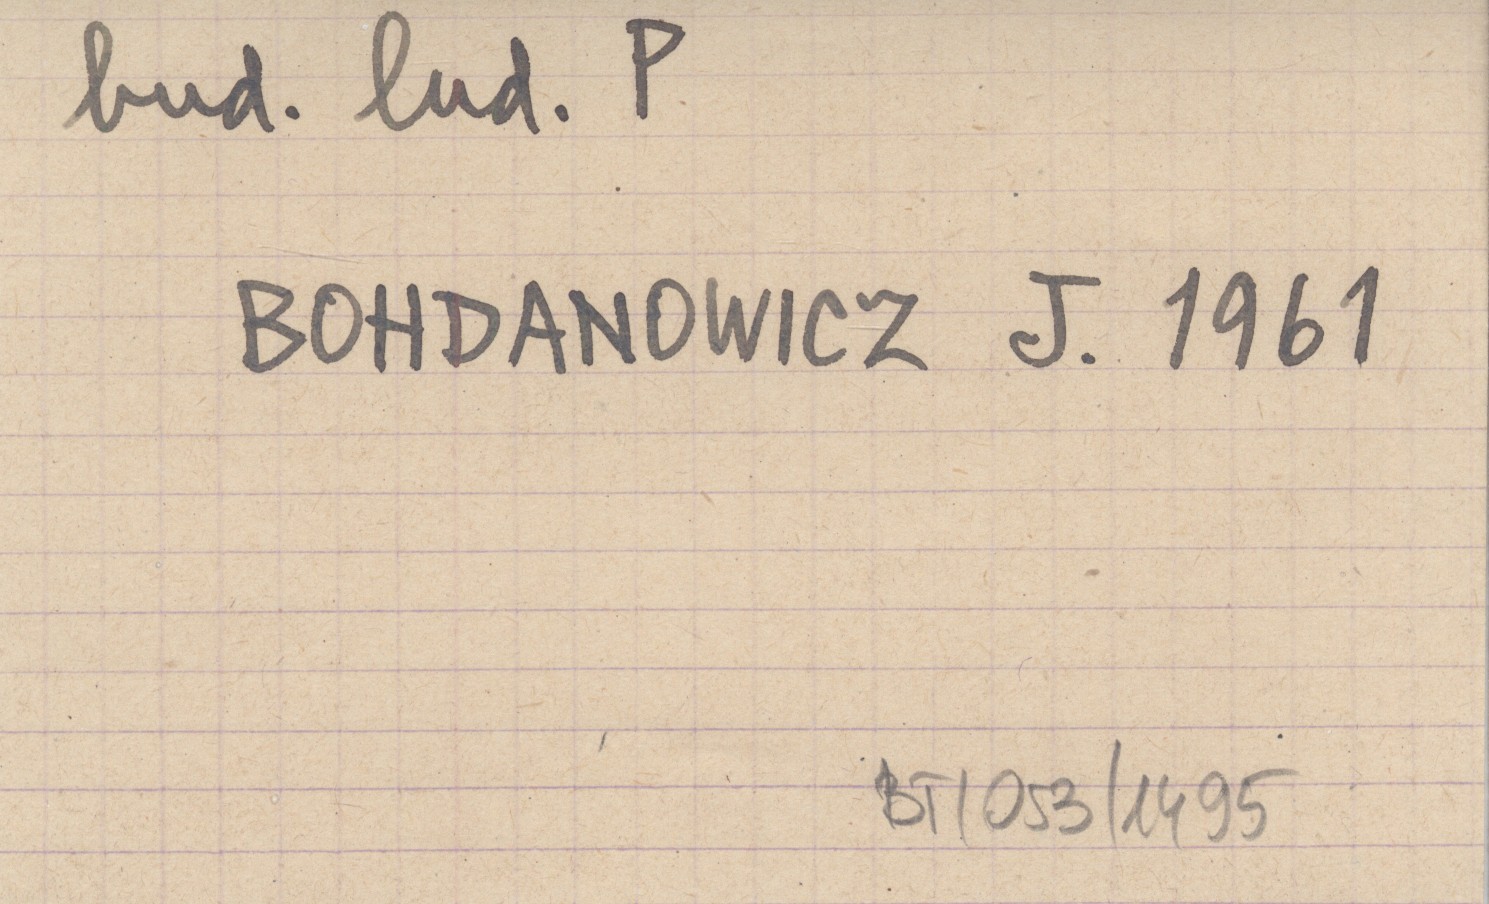 bud. lud. P
BOHDANOWICZ J. 1961
BT/053/1495